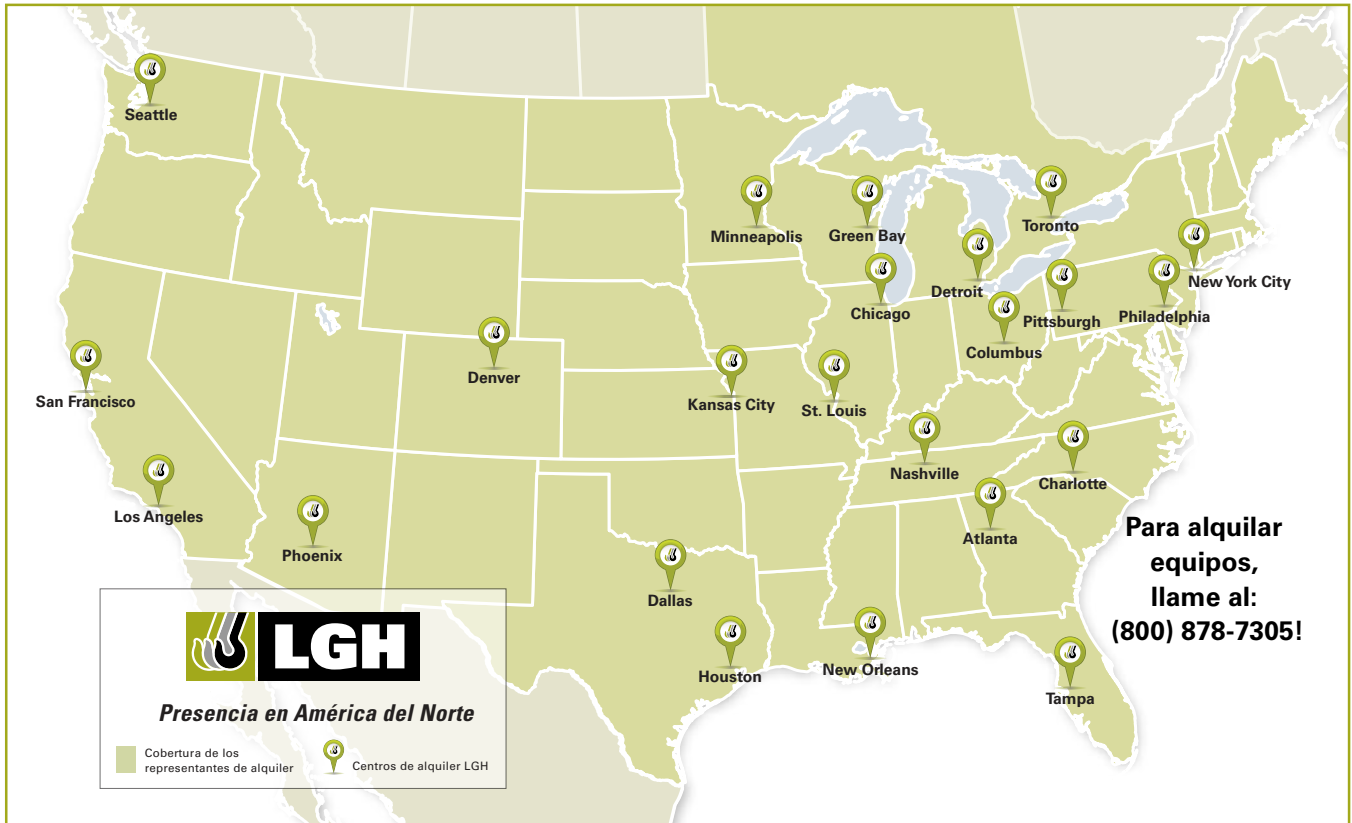 Seattle
Minneapolis
Green Bay
Toronto
New York City
Detroit
Chicago
Pittsburgh
Philadelphia
Columbus
Denver
San Francisco
Kansas City
St. Louis
Nashville
Charlotte
Los Angeles
Phoenix
Atlanta
Dallas
Houston
New Orleans
Tampa
Para alquilar
equipos,
llame al:
(800) 878-7305!
LGH
Presencia en América del Norte
Cobertura de los
representantes de alquiler
Centros de alquiler LGH